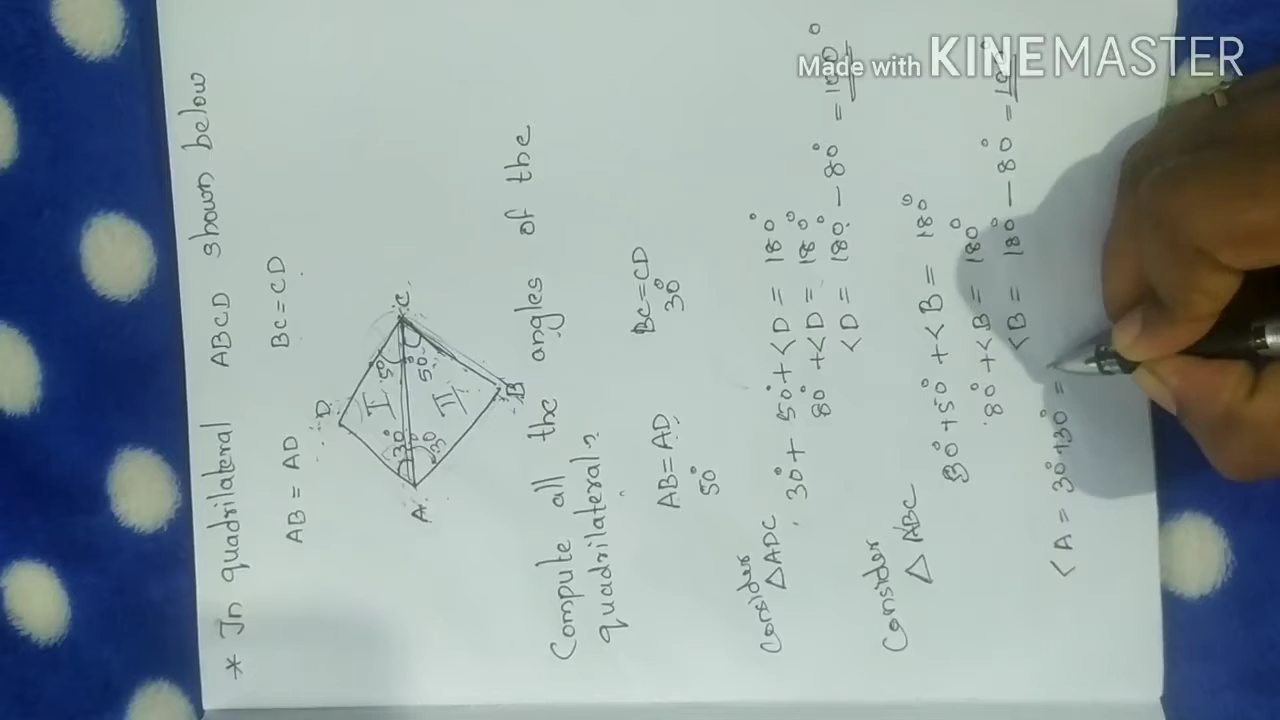 * In quadrilateral ABCD shown below
AB = AD BC = CD
D
I 50° C
A 30° 50°
30° II B
Compute all the angles of the
quadrilateral?
AB = AD BC = CD
50° 30°
Consider
△ADC
30° + 50° + <D = 180°
80° + <D = 180°
<D = 180° - 80° = 100°
Consider
△ABC
30° + 50° + <B = 180°
80° + <B = 180°
<B = 180° - 80° = 100°
<A = 30° + 30° =
Made with KINEMASTER